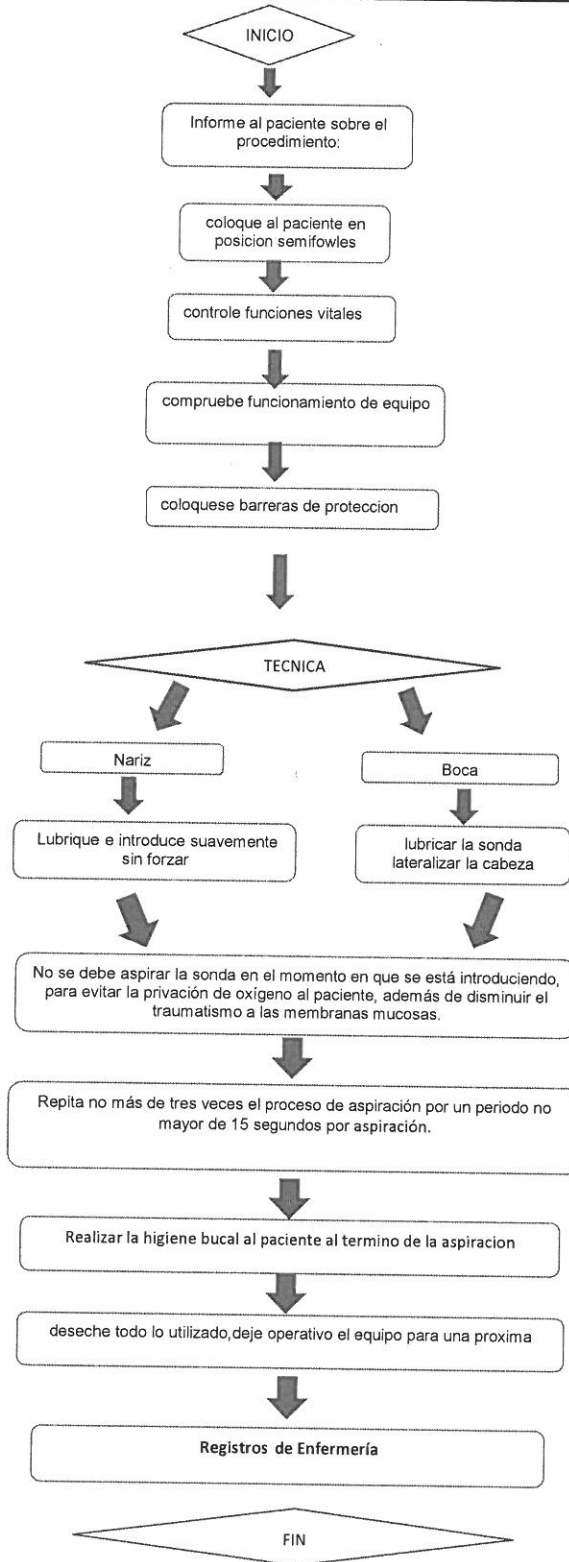 INICIO
Informe al paciente sobre el
procedimiento:
coloque al paciente en
posicion semifowles
controle funciones vitales
compruebe funcionamiento de equipo
coloquese barreras de proteccion
TECNICA
Nariz
Boca
Lubrique e introduce suavemente
sin forzar
lubricar la sonda
lateralizar la cabeza
No se debe aspirar la sonda en el momento en que se está introduciendo,
para evitar la privación de oxígeno al paciente, además de disminuir el
traumatismo a las membranas mucosas.
Repita no más de tres veces el proceso de aspiración por un periodo no
mayor de 15 segundos por aspiración.
Realizar la higiene bucal al paciente al termino de la aspiracion
deseche todo lo utilizado,deje operativo el equipo para una proxima
Registros de Enfermería
FIN